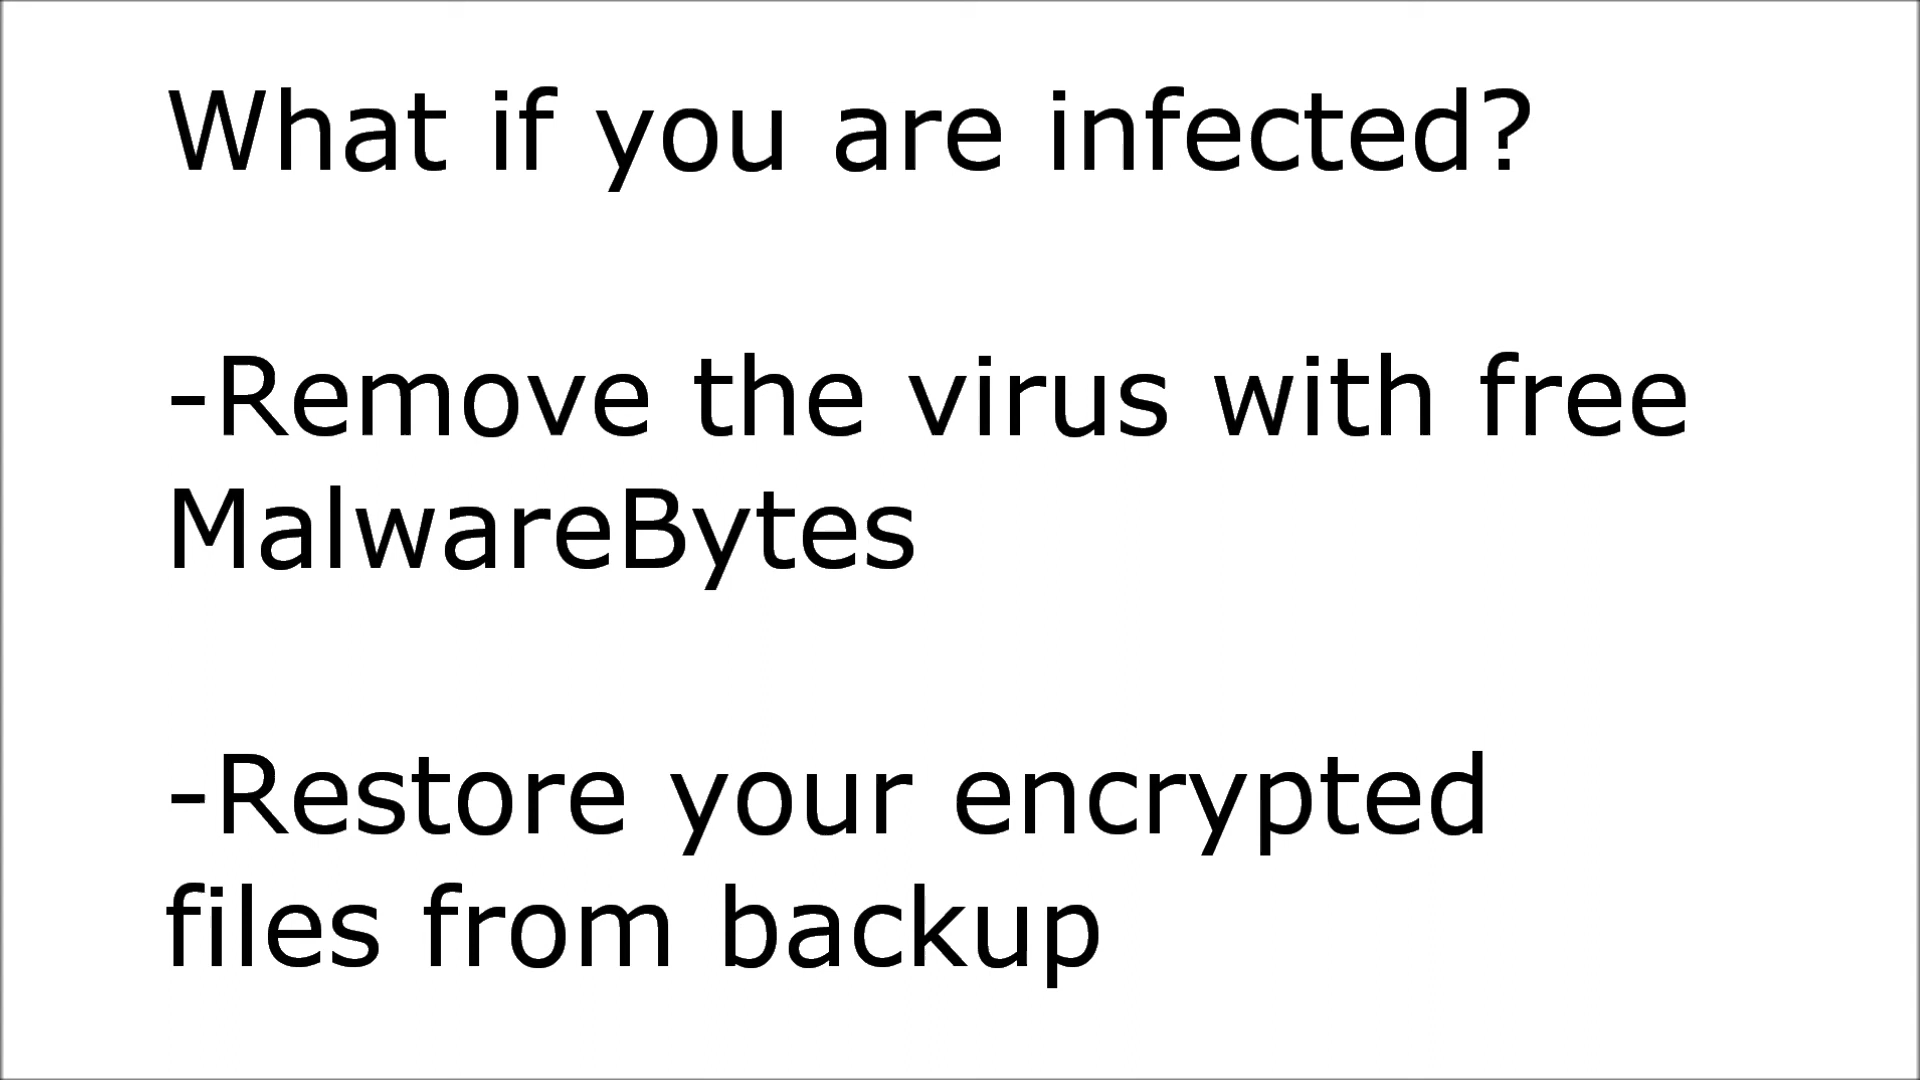 What if you are infected?
-Remove the virus with free
MalwareBytes
-Restore your encrypted
files from backup